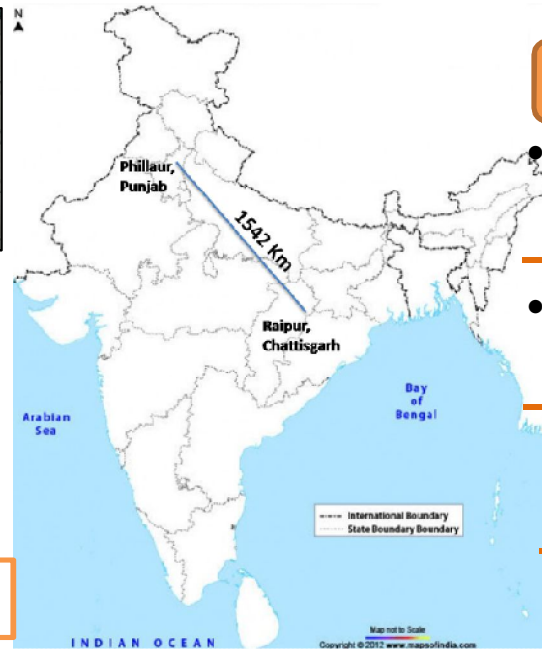 N
Phillaur,
Punjab
1542 Km
Raipur,
Chattisgarh
Arabian
Sea
Bay
of
Bengal
International Boundary
State Boundary Boundary
Map not to Scale
INDIAN OCEAN
Copyright © 2012 www.mapsofindia.com